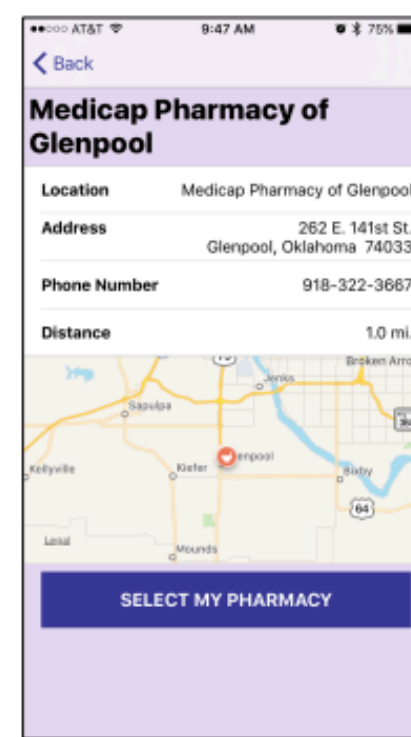 AT&T 9:47 AM 75%
Back
Medicap Pharmacy of
Glenpool
Location Medicap Pharmacy of Glenpool
Address 262 E. 141st St.
Glenpool, Oklahoma 74033
Phone Number 918-322-3667
Distance 1.0 mi.
Broken Arro
Jenks
Sapulpa
Kellyville
Kiefer
enpool
Bixby
64
Mounds
SELECT MY PHARMACY